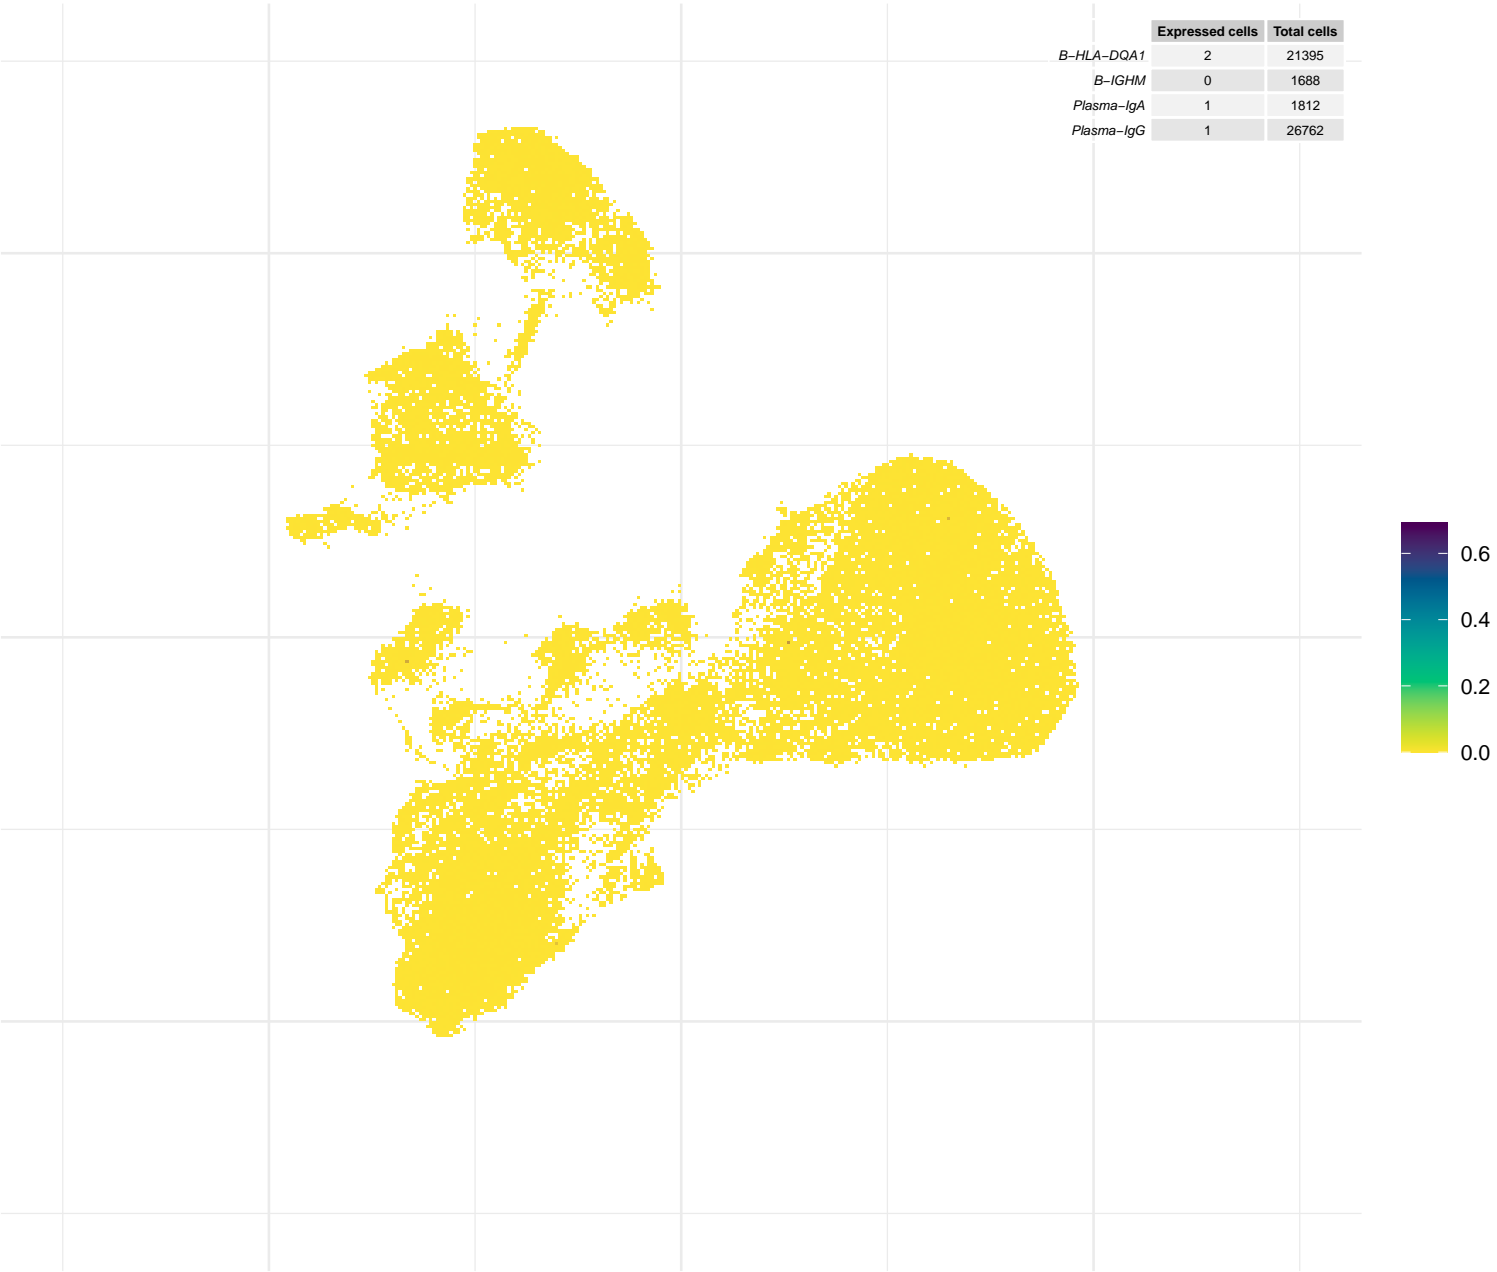 Expressed cells Total cells
B−HLA−DQA1 2 21395
B−IGHM 0 1688
Plasma−IgA 1 1812
Plasma−IgG 1 26762
0.6
0.4
0.2
0.0